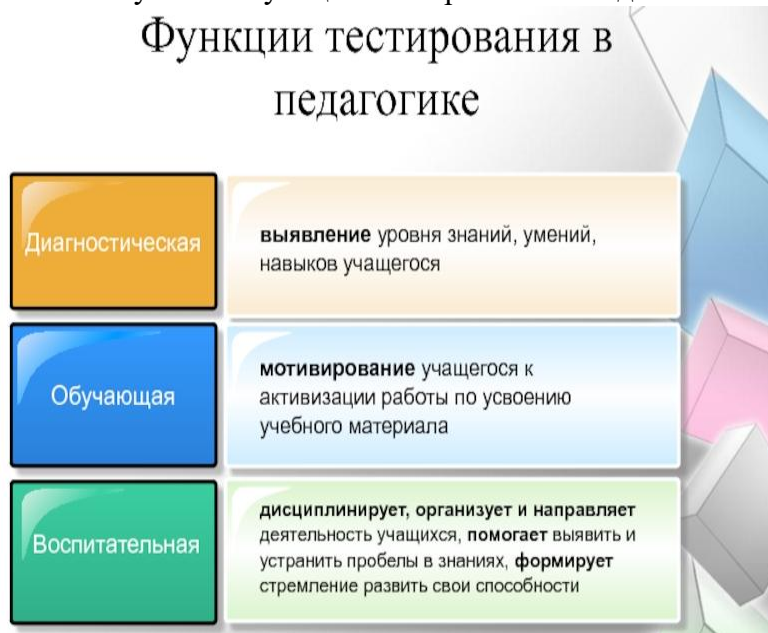 Функции тестирования в
педагогике
Диагностическая
выявление уровня знаний, умений,
навыков учащегося
Обучающая
мотивирование учащегося к
активизации работы по усвоению
учебного материала
Воспитательная
дисциплинирует, организует и направляет
деятельность учащихся, помогает выявить и
устранить пробелы в знаниях, формирует
стремление развить свои способности